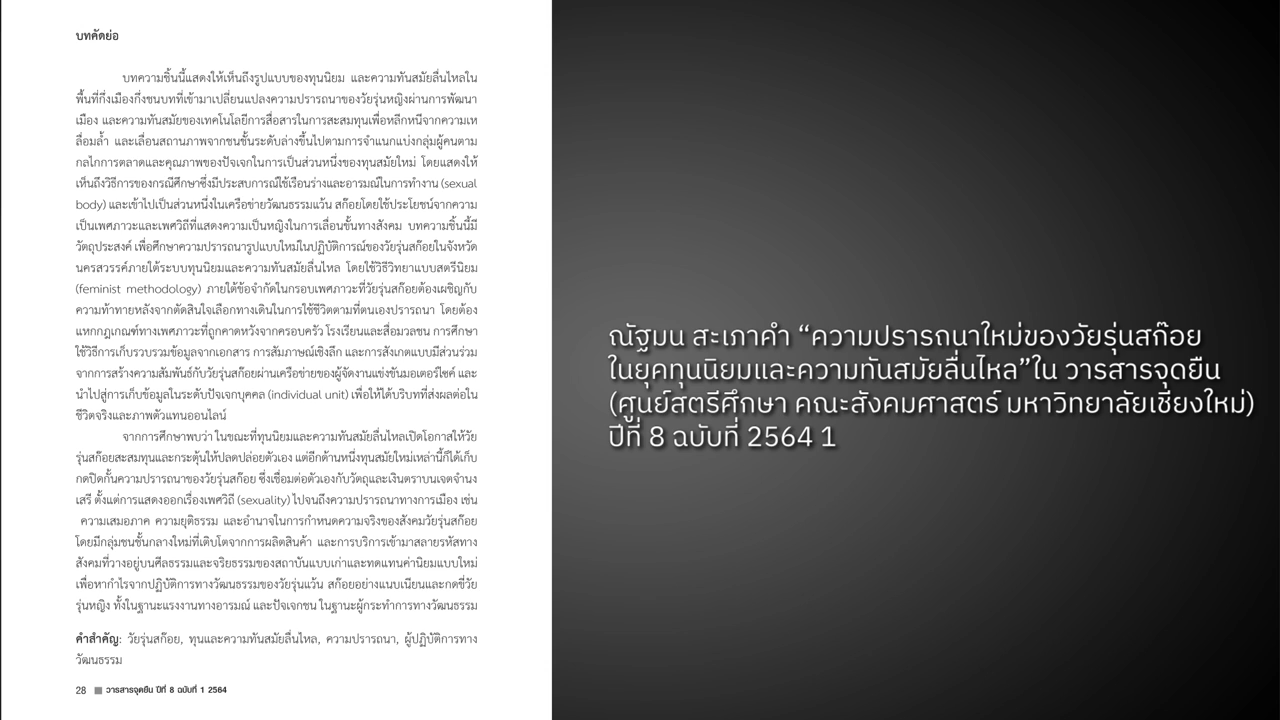 บทคัดย่อ
บทความชิ้นนี้แสดงให้เห็นถึงรูปแบบของทุนนิยม และความทันสมัยลื่นไหลใน
พื้นที่กึ่งเมืองกึ่งชนบทที่เข้ามาเปลี่ยนแปลงความปรารถนาของวัยรุ่นหญิงผ่านการพัฒนา
เมือง และความทันสมัยของเทคโนโลยีการสื่อสารในการสะสมทุนเพื่อหลีกหนีจากความเห
ลื่อมล้ำ และเลื่อนสถานภาพจากชนชั้นระดับล่างขึ้นไปตามการจำแนกแบ่งกลุ่มผู้คนตาม
กลไกการตลาดและคุณภาพของปัจเจกในการเป็นส่วนหนึ่งของทุนสมัยใหม่ โดยแสดงให้
เห็นถึงวิธีการของกรณีศึกษาซึ่งมีประสบการณ์ใช้เรือนร่างและอารมณ์ในการทำงาน (sexual
body) และเข้าไปเป็นส่วนหนึ่งในเครือข่ายวัฒนธรรมแว้น สก๊อยโดยใช้ประโยชน์จากความ
เป็นเพศภาวะและเพศวิถีที่แสดงความเป็นหญิงในการเลื่อนขั้นทางสังคม บทความชิ้นนี้มี
วัตถุประสงค์ เพื่อศึกษาความปรารถนารูปแบบใหม่ในปฏิบัติการณ์ของวัยรุ่นสก๊อยในจังหวัด
นครสวรรค์ภายใต้ระบบทุนนิยมและความทันสมัยลื่นไหล โดยใช้วิธีวิทยาแบบสตรีนิยม
(feminist methodology) ภายใต้ข้อจำกัดในกรอบเพศภาวะที่วัยรุ่นสก๊อยต้องเผชิญกับ
ความท้าทายหลังจากตัดสินใจเลือกทางเดินในการใช้ชีวิตตามที่ตนเองปรารถนา โดยต้อง
แหกกฎเกณฑ์ทางเพศภาวะที่ถูกคาดหวังจากครอบครัว โรงเรียนและสื่อมวลชน การศึกษา
ใช้วิธีการเก็บรวบรวมข้อมูลจากเอกสาร การสัมภาษณ์เชิงลึก และการสังเกตแบบมีส่วนร่วม
จากการสร้างความสัมพันธ์กับวัยรุ่นสก๊อยผ่านเครือข่ายของผู้จัดงานแข่งขันมอเตอร์ไซค์ และ
นำไปสู่การเก็บข้อมูลในระดับปัจเจกบุคคล (individual unit) เพื่อให้ได้บริบทที่ส่งผลต่อใน
ชีวิตจริงและภาพตัวแทนออนไลน์
จากการศึกษาพบว่า ในขณะที่ทุนนิยมและความทันสมัยลื่นไหลเปิดโอกาสให้วัย
รุ่นสก๊อยสะสมทุนและกระตุ้นให้ปลดปล่อยตัวเอง แต่อีกด้านหนึ่งทุนสมัยใหม่เหล่านี้ก็ได้เก็บ
กดปิดกั้นความปรารถนาของวัยรุ่นสก๊อย ซึ่งเชื่อมต่อตัวเองกับวัตถุและเงินตราบนเจตจำนง
เสรี ตั้งแต่การแสดงออกเรื่องเพศวิถี (sexuality) ไปจนถึงความปรารถนาทางการเมือง เช่น
ความเสมอภาค ความยุติธรรม และอำนาจในการกำหนดความจริงของสังคมวัยรุ่นสก๊อย
โดยมีกลุ่มชนชั้นกลางใหม่ที่เติบโตจากการผลิตสินค้า และการบริการเข้ามาสลายรหัสทาง
สังคมที่วางอยู่บนศีลธรรมและจริยธรรมของสถาบันแบบเก่าและทดแทนค่านิยมแบบใหม่
เพื่อหากำไรจากปฏิบัติการทางวัฒนธรรมของวัยรุ่นแว้น สก๊อยอย่างแนบเนียนและกดขี่วัย
รุ่นหญิง ทั้งในฐานะแรงงานทางอารมณ์ และปัจเจกชน ในฐานะผู้กระทำการทางวัฒนธรรม
คำสำคัญ: วัยรุ่นสก๊อย, ทุนและความทันสมัยลื่นไหล, ความปรารถนา, ผู้ปฏิบัติการทาง
วัฒนธรรม
28 วารสารจุดยืน ปีที่ 8 ฉบับที่ 1 2564
ณัฐมน สะเภาคำ “ความปรารถนาใหม่ของวัยรุ่นสก๊อย
ในยุคทุนนิยมและความทันสมัยลื่นไหล”ใน วารสารจุดยืน
(ศูนย์สตรีศึกษา คณะสังคมศาสตร์ มหาวิทยาลัยเชียงใหม่)
ปีที่ 8 ฉบับที่ 2564 1